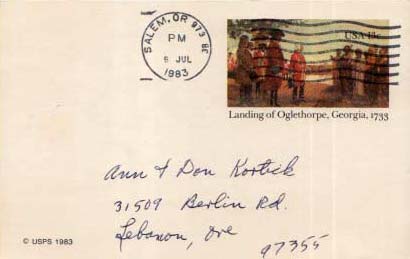 SALEM, OR 973
PM
6 JUL
1983
USA 13c
Landing of Oglethorpe, Georgia, 1733
Ann & Don Kortick
31509 Berlin Rd.
Lebanon, Ore
97355
© USPS 1983